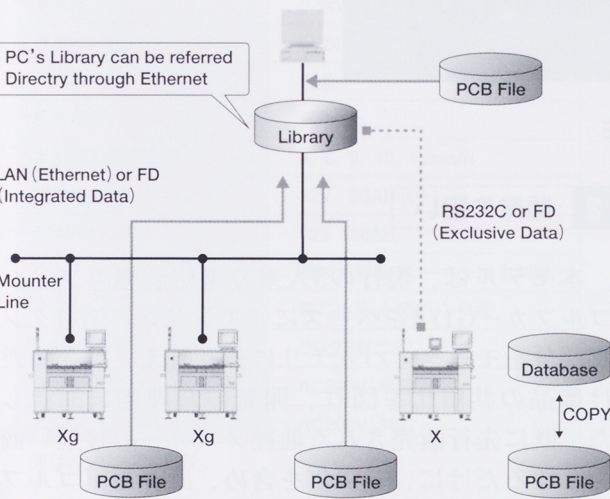 PC's Library can be referred
Directry through Ethernet
PCB File
Library
LAN (Ethernet) or FD
(Integrated Data)
RS232C or FD
(Exclusive Data)
Mounter
Line
Database
COPY
Xg
Xg
X
PCB File
PCB File
PCB File